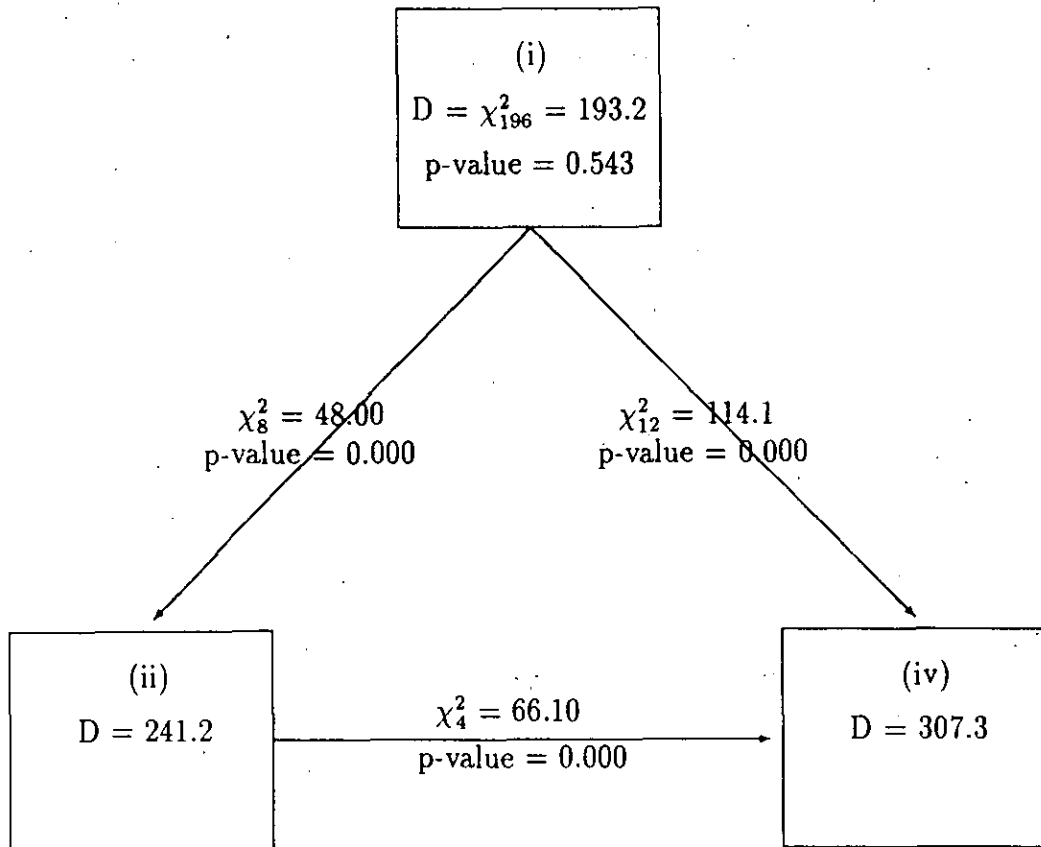 (i)
D = χ²₁₉₆ = 193.2
p-value = 0.543
χ²₈ = 48.00
p-value = 0.000
χ²₁₂ = 114.1
p-value = 0.000
(ii)
D = 241.2
χ²₄ = 66.10
p-value = 0.000
(iv)
D = 307.3